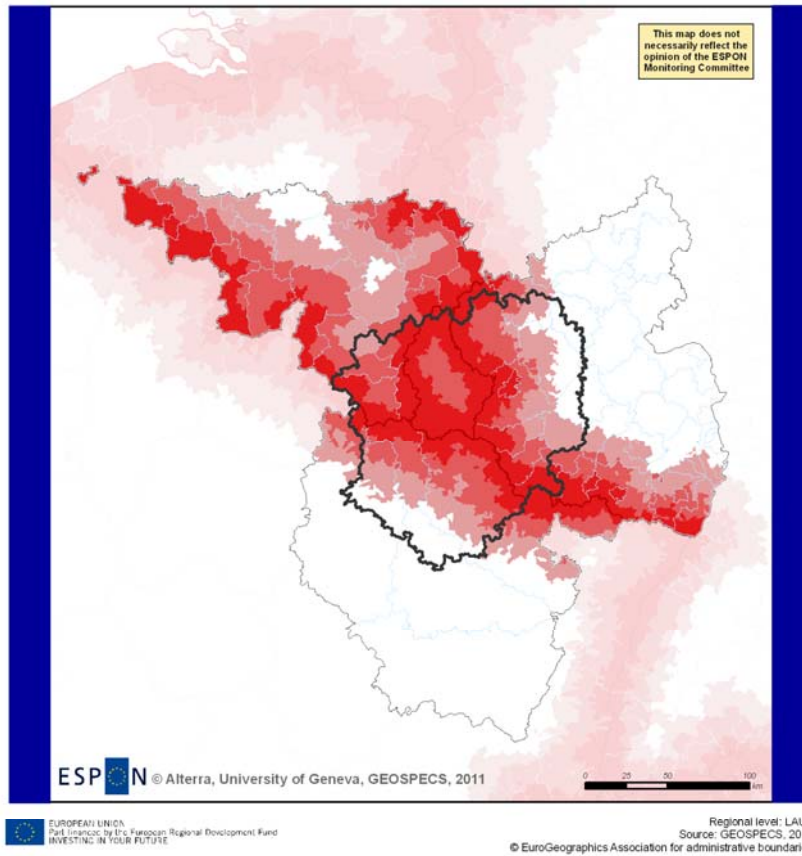 This map does not
necessarily reflect the
opinion of the ESPON
Monitoring Committee
ESPON © Alterra, University of Geneva, GEOSPECS, 2011
0 25 50 100
km
EUROPEAN UNION
Part-financed by the European Regional Development Fund
INVESTING IN YOUR FUTURE
Regional level: LAU
Source: GEOSPECS, 20
© EuroGeographics Association for administrative boundarie